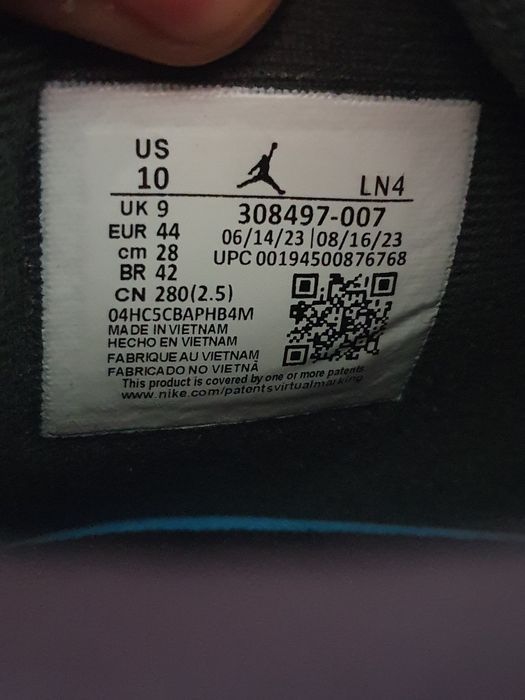 US
10
LN4
UK 9
308497-007
EUR 44
06/14/23 |08/16/23
cm 28
UPC 00194500876768
BR 42
CN 280(2.5)
04HC5CBAPHB4M
MADE IN VIETNAM
HECHO EN VIETNAM
FABRIQUE AU VIETNAM
FABRICADO NO VIETNÃ
This product is covered by one or more patents
www.nike.com/patentsvirtualmarking